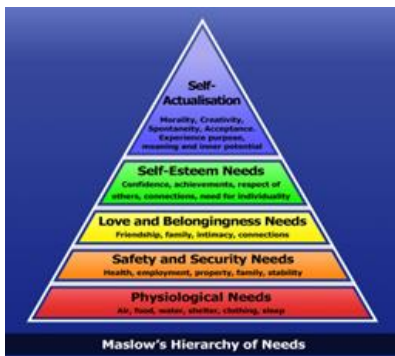 Self-
Actualisation
Morality, Creativity,
Spontaneity, Acceptance.
Experience purpose,
meaning and inner potential
Self-Esteem Needs
Confidence, achievements, respect of
others, connections, need for individuality
Love and Belongingness Needs
Friendship, family, intimacy, connections
Safety and Security Needs
Health, employment, property, family, stability
Physiological Needs
Air, food, water, shelter, clothing, sleep
Maslow's Hierarchy of Needs